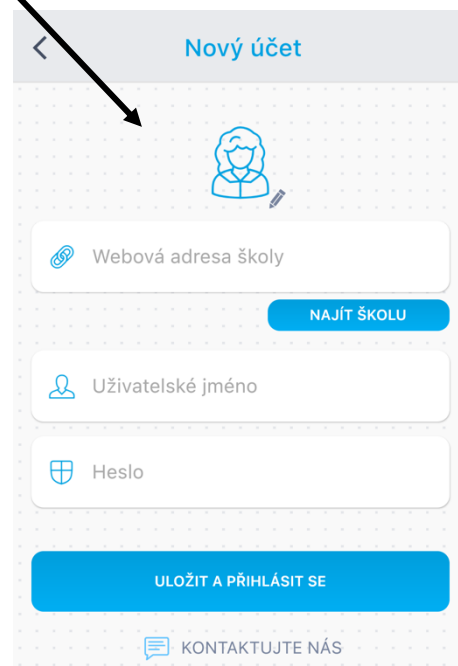 Nový účet
Webová adresa školy
NAJÍT ŠKOLU
Uživatelské jméno
Heslo
ULOŽIT A PŘIHLÁSIT SE
KONTAKTUJTE NÁS